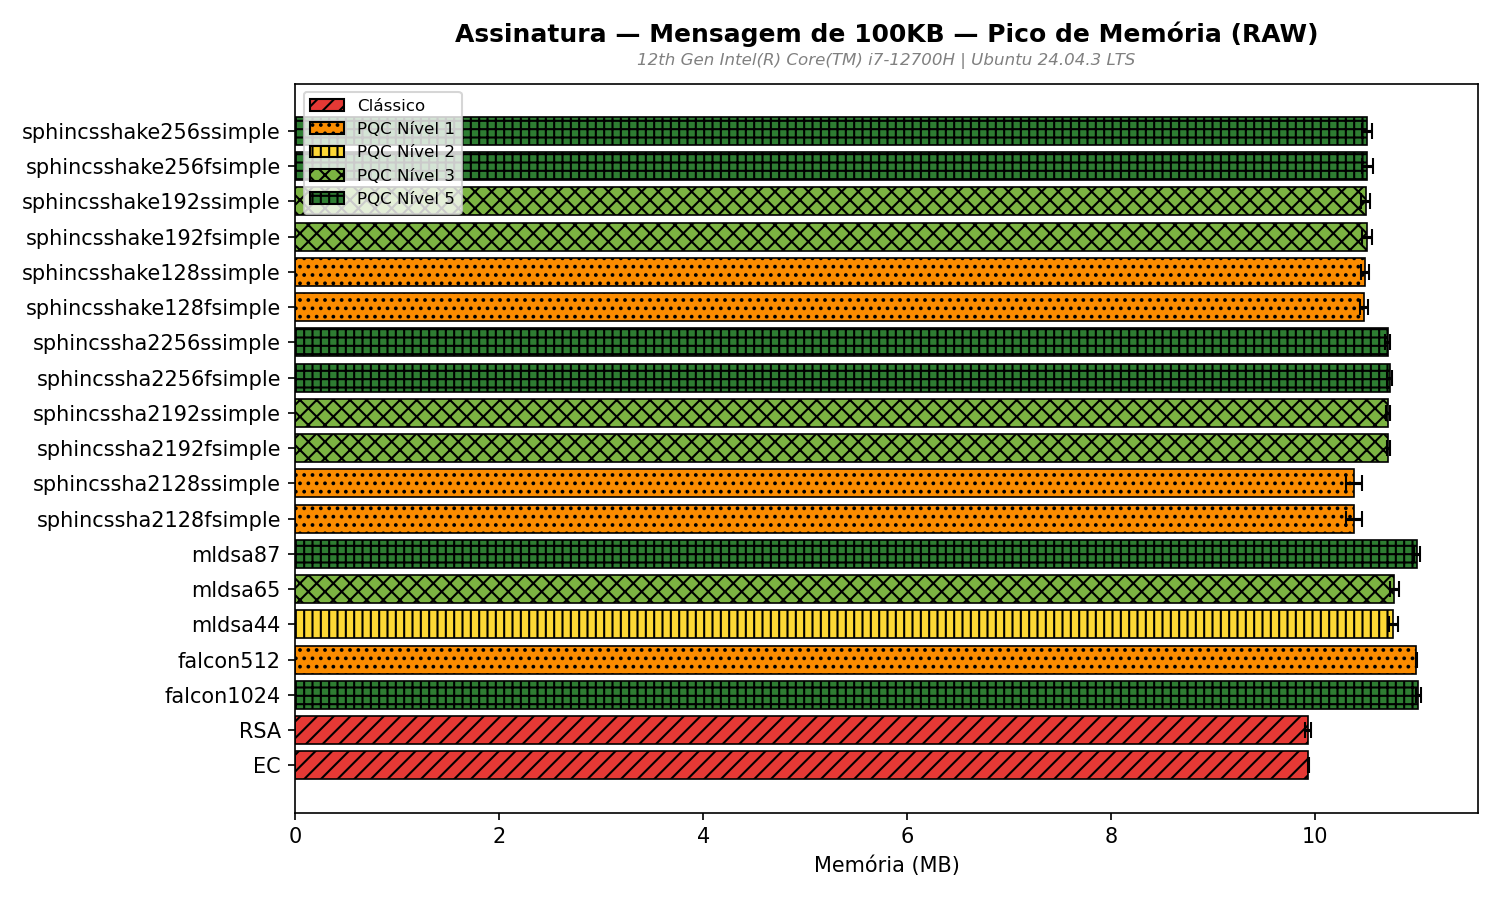 Assinatura — Mensagem de 100KB — Pico de Memória (RAW)
12th Gen Intel(R) Core(TM) i7-12700H | Ubuntu 24.04.3 LTS
Clássico
PQC Nível 1
PQC Nível 2
PQC Nível 3
PQC Nível 5
sphincsshake256ssimple
sphincsshake256fsimple
sphincsshake192ssimple
sphincsshake192fsimple
sphincsshake128ssimple
sphincsshake128fsimple
sphincssha2256ssimple
sphincssha2256fsimple
sphincssha2192ssimple
sphincssha2192fsimple
sphincssha2128ssimple
sphincssha2128fsimple
mldsa87
mldsa65
mldsa44
falcon512
falcon1024
RSA
EC
0 2 4 6 8 10
Memória (MB)